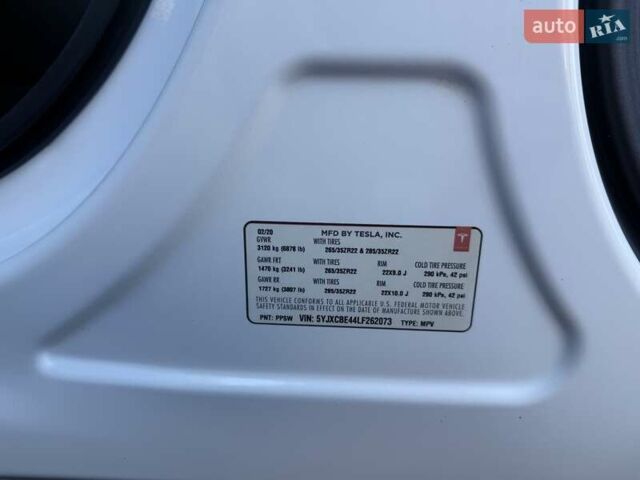 auto RIA
.com
02/20 MFD BY TESLA, INC.
GVWR WITH TIRES
3120 kg (6878 lb) 265/35ZR22 & 285/35ZR22
GAWR FRT WITH TIRES RIM COLD TIRE PRESSURE
1470 kg (3241 lb) 265/35ZR22 22X9.0 J 290 kPa, 42 psi
GAWR RR WITH TIRES RIM COLD TIRE PRESSURE
1727 kg (3807 lb) 285/35ZR22 22X10.0 J 290 kPa, 42 psi
THIS VEHICLE CONFORMS TO ALL APPLICABLE U.S. FEDERAL MOTOR VEHICLE
SAFETY STANDARDS IN EFFECT ON THE DATE OF MANUFACTURE SHOWN ABOVE.
PNT: PPSW VIN: 5YJXCBE44LF262073 TYPE: MPV